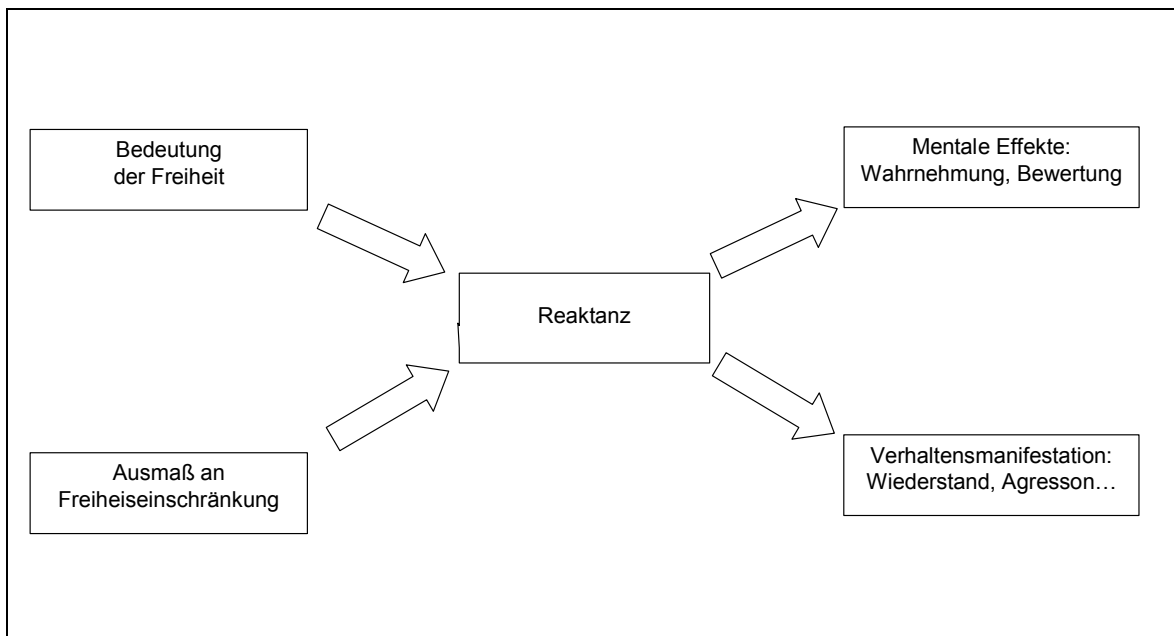 Bedeutung
der Freiheit
Mentale Effekte:
Wahrnehmung, Bewertung
Reaktanz
Ausmaß an
Freiheiseinschränkung
Verhaltensmanifestation:
Wiederstand, Agresson…